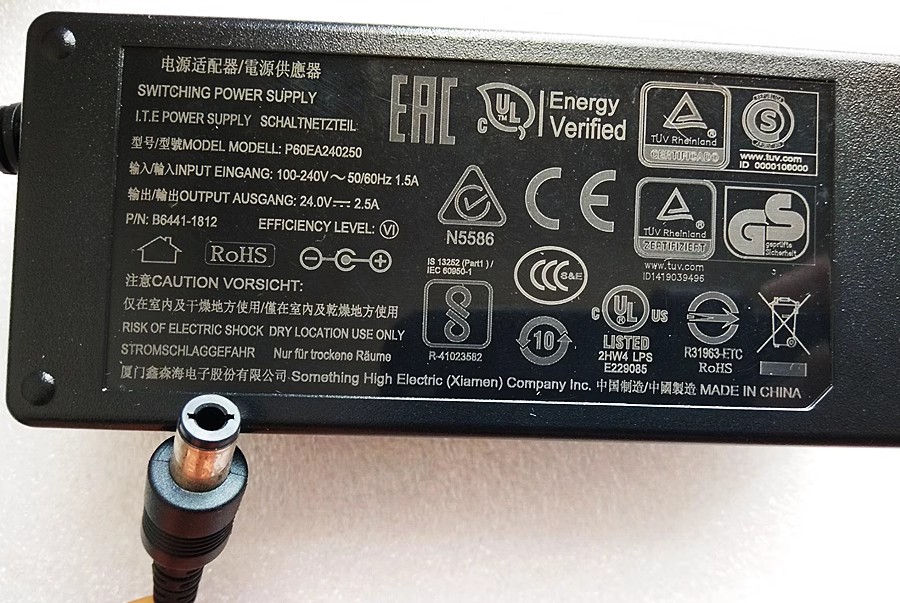 电源适配器/電源供應器
SWITCHING POWER SUPPLY
I.T.E POWER SUPPLY SCHALTNETZTEIL
型号/型號MODEL MODELL: P60EA240250
输入/輸入INPUT EINGANG: 100-240V～50/60Hz 1.5A
输出/輸出OUTPUT AUSGANG: 24.0V⎓ 2.5A
P/N: B6441-1812 EFFICIENCY LEVEL: Ⅵ
RoHS
注意CAUTION VORSICHT:
仅在室内及干燥地方使用/僅在室內及乾燥地方使用
RISK OF ELECTRIC SHOCK DRY LOCATION USE ONLY
STROMSCHLAGGEFAHR Nur für trockene Räume
厦门鑫森海电子股份有限公司 Something High Electric (Xiamen) Company Inc. 中国制造/中國製造 MADE IN CHINA
EAC
c UL TM
Energy
Verified
TÜV Rheinland
CERTIFICADO
S
www.tuv.com
ID 0000106000
N5586
CE
TÜV Rheinland
ZERTIFIZIERT
GS
geprüfte
Sicherheit
www.tuv.com
ID1419039496
IS 13252 (Part1) /
IEC 60950-1
R-41023582
CCC S&E
10
c UL US
LISTED
2HW4 LPS
E229085
R31963-ETC
RoHS